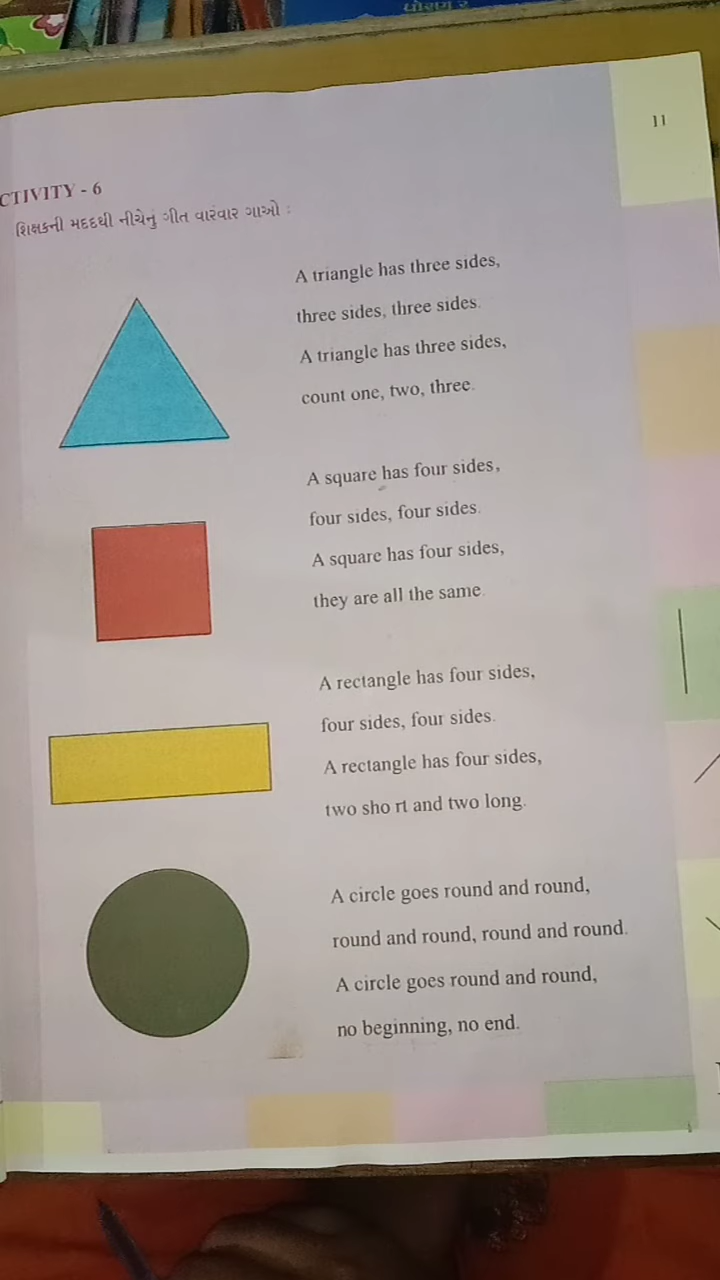 ધોરણ ૨
11
CTIVITY - 6
શિક્ષકની મદદથી નીચેનું ગીત વારંવાર ગાઓ :
A triangle has three sides,
three sides, three sides.
A triangle has three sides,
count one, two, three.
A square has four sides,
four sides, four sides.
A square has four sides,
they are all the same.
A rectangle has four sides,
four sides, four sides.
A rectangle has four sides,
two sho rt and two long.
A circle goes round and round,
round and round, round and round.
A circle goes round and round,
no beginning, no end.